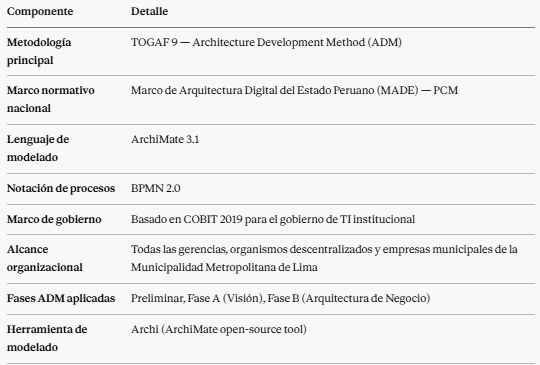 Componente Detalle
Metodología TOGAF 9 — Architecture Development Method (ADM)
principal
Marco normativo Marco de Arquitectura Digital del Estado Peruano (MADE) — PCM
nacional
Lenguaje de ArchiMate 3.1
modelado
Notación de procesos BPMN 2.0
Marco de gobierno Basado en COBIT 2019 para el gobierno de TI institucional
Alcance Todas las gerencias, organismos descentralizados y empresas municipales de la
organizacional Municipalidad Metropolitana de Lima
Fases ADM aplicadas Preliminar, Fase A (Visión), Fase B (Arquitectura de Negocio)
Herramienta de Archi (ArchiMate open-source tool)
modelado